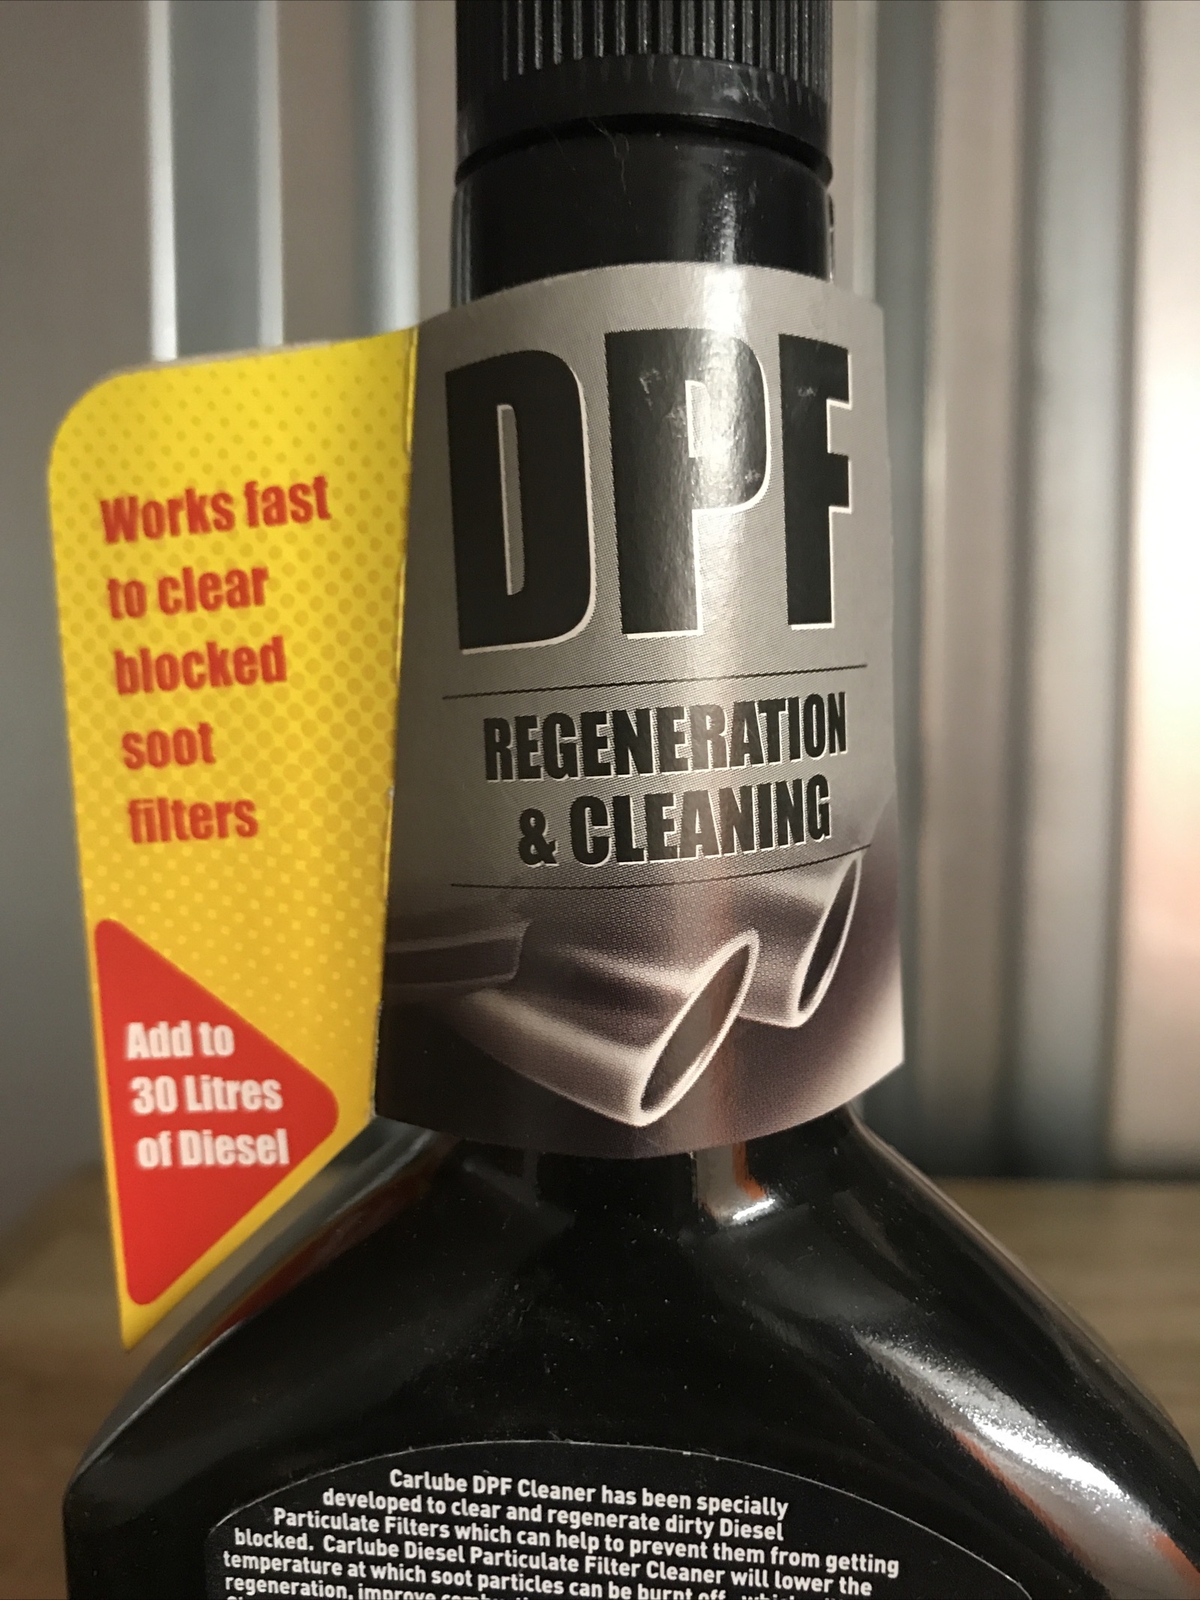 Works fast
to clear
blocked
soot
filters
Add to
30 Litres
of Diesel
DPF
REGENERATION
& CLEANING
Carlube DPF Cleaner has been specially
developed to clear and regenerate dirty Diesel
Particulate Filters which can help to prevent them from getting
blocked. Carlube Diesel Particulate Filter Cleaner will lower the
temperature at which soot particles can be burnt off, which
regeneration, improve